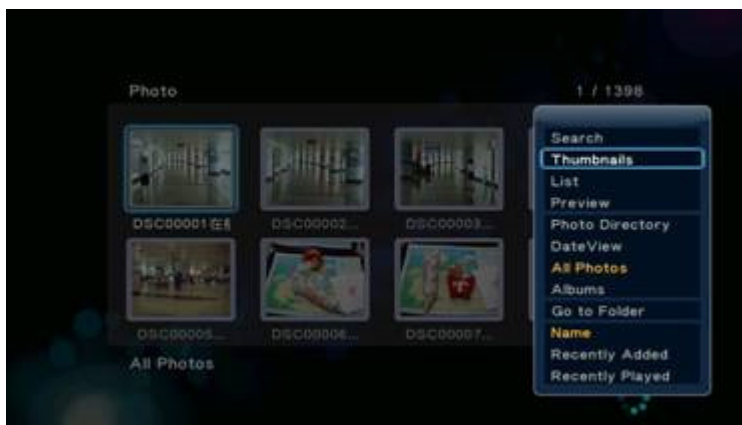 Photo
1 / 1398
DSC00001
DSC00002...
DSC00003...
DSC00005...
DSC00006...
DSC00007...
All Photos
Search
Thumbnails
List
Preview
Photo Directory
DateView
All Photos
Albums
Go to Folder
Name
Recently Added
Recently Played